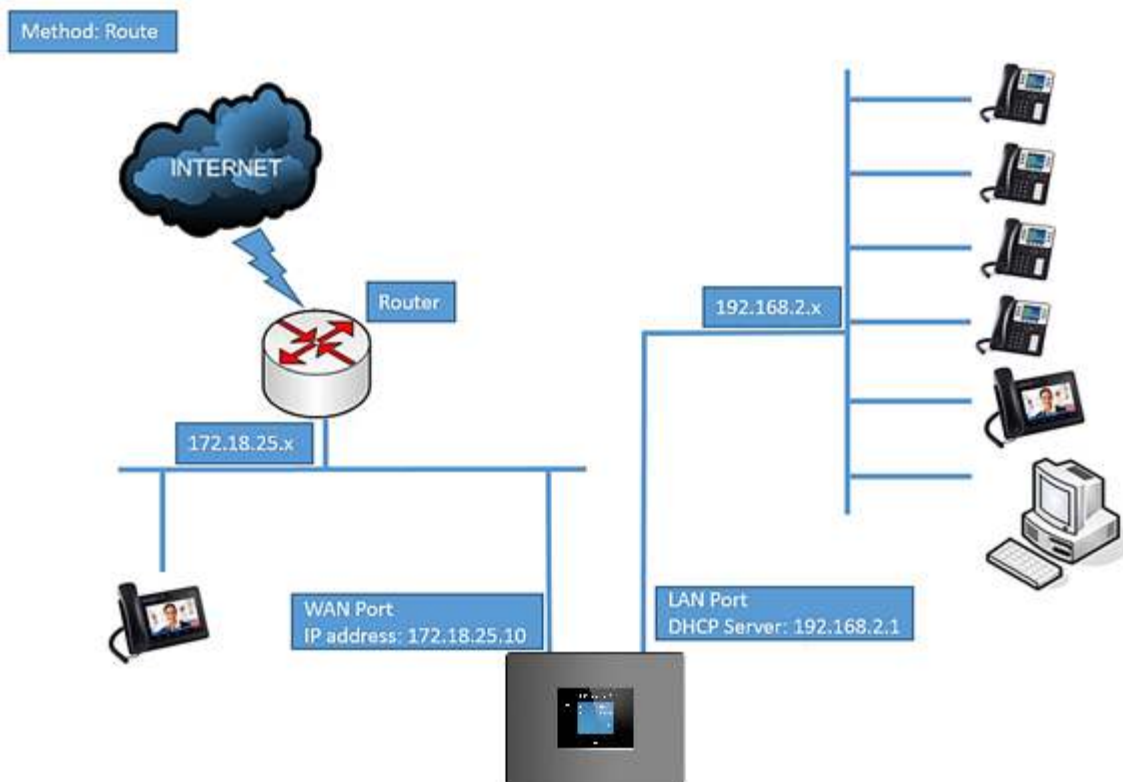 Method: Route
INTERNET
Router
192.168.2.x
172.18.25.x
WAN Port
IP address: 172.18.25.10
LAN Port
DHCP Server: 192.168.2.1